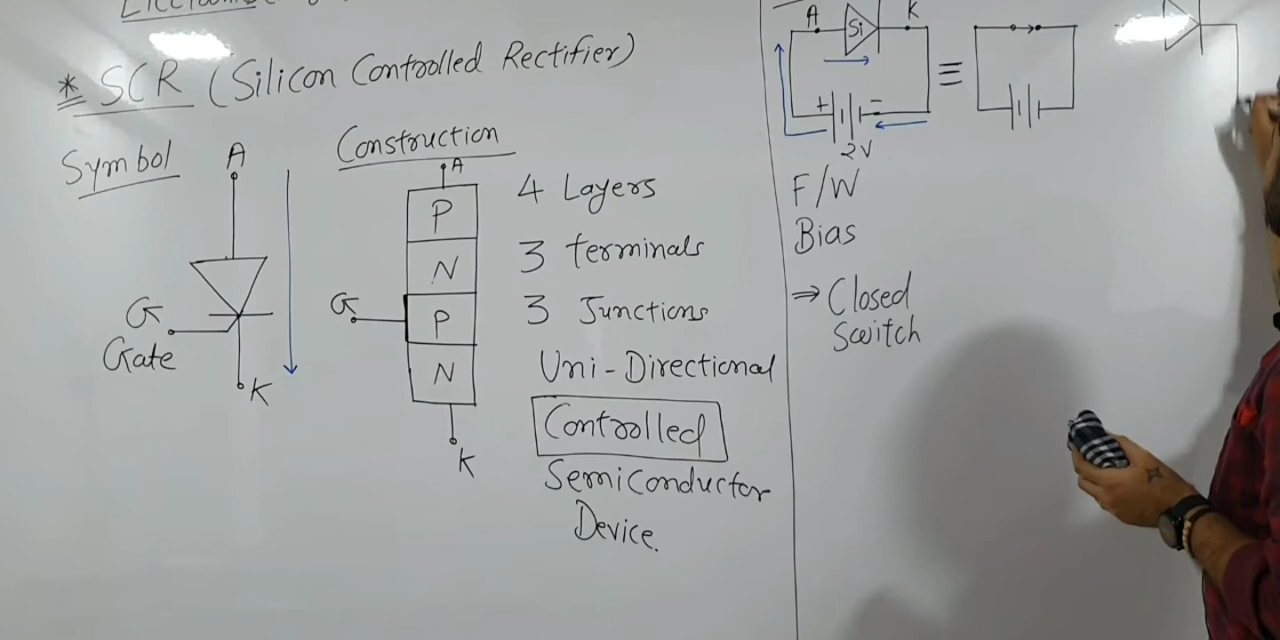 * SCR (Silicon Controlled Rectifier)
Symbol
A
G
Gate
K
Construction
A
P
N
G
P
N
K
4 Layers
3 terminals
3 Junctions
Uni-Directional
Controlled
Semiconductor
Device.
A
Si
K
+
-
2V
≡
F/W
Bias
⇒ Closed
Switch